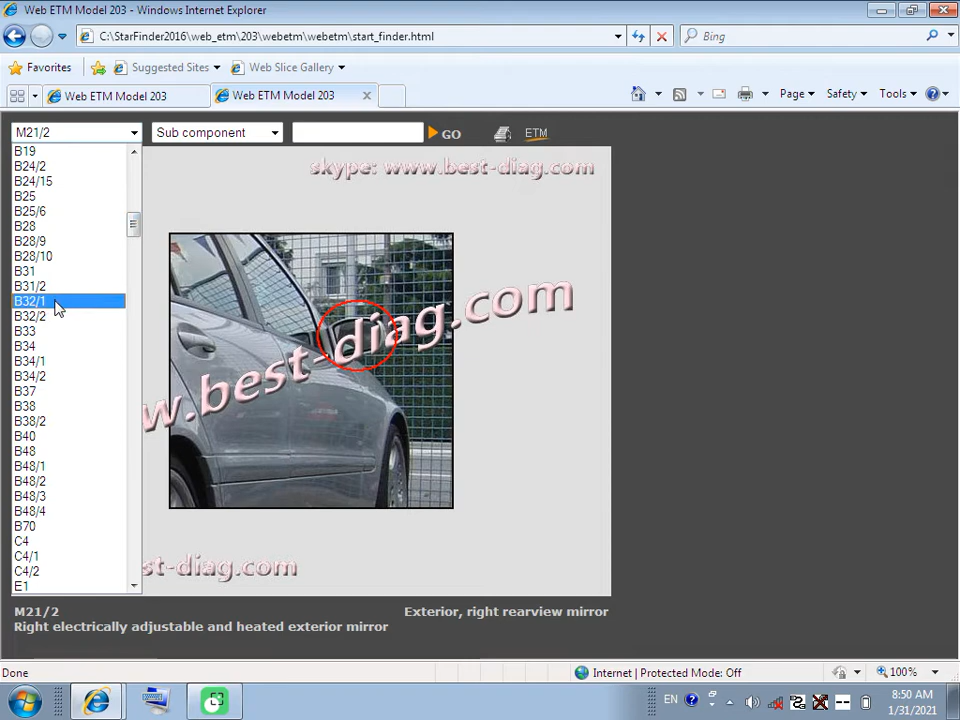 Web ETM Model 203 - Windows Internet Explorer
C:\StarFinder2016\web_etm\203\webetm\webetm\start_finder.html
Bing
Favorites
Suggested Sites
Web Slice Gallery
Web ETM Model 203
Web ETM Model 203
Page
Safety
Tools
M21/2
Sub component
GO
ETM
B19
B24/2
B24/15
B25
B25/6
B28
B28/9
B28/10
B31
B31/2
B32/1
B32/2
B33
B34
B34/1
B34/2
B37
B38
B38/2
B40
B48
B48/1
B48/2
B48/3
B48/4
B70
C4
C4/1
C4/2
E1
skype: www.best-diag.com
w.best-diag.com
st-diag.com
M21/2
Exterior, right rearview mirror
Right electrically adjustable and heated exterior mirror
Done
Internet | Protected Mode: Off
100%
EN
8:50 AM
1/31/2021